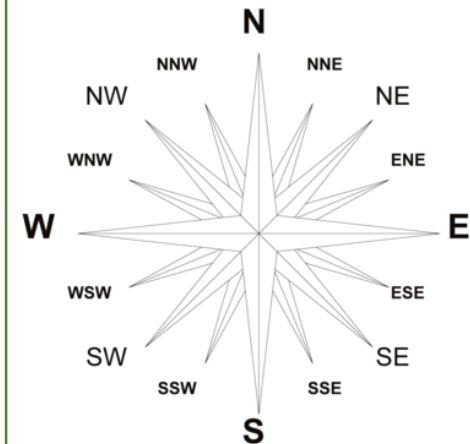 N
NNW NNE
NW NE
WNW ENE
W E
WSW ESE
SW SE
SSW SSE
S